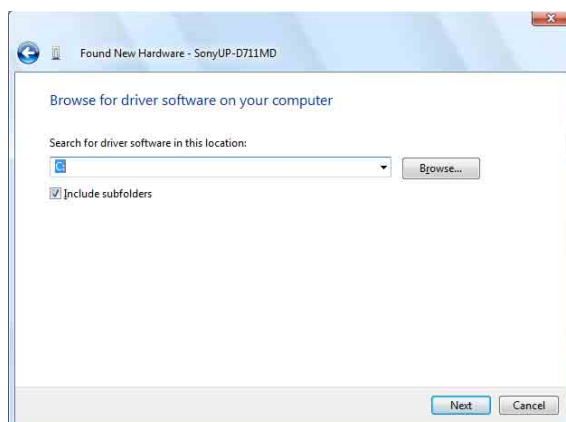 Found New Hardware - SonyUP-D711MD
Browse for driver software on your computer
Search for driver software in this location:
C:
Browse...
Include subfolders
Next
Cancel